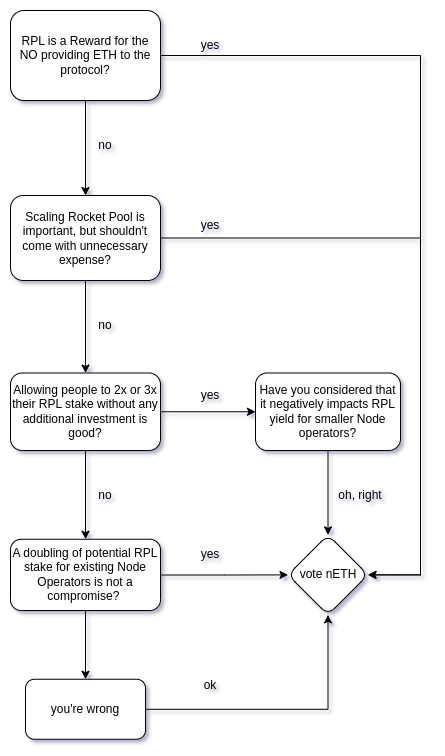 RPL is a Reward for the
NO providing ETH to the
protocol?
yes
no
Scaling Rocket Pool is
important, but shouldn't
come with unnecessary
expense?
yes
no
Allowing people to 2x or 3x
their RPL stake without any
additional investment is
good?
yes
Have you considered that
it negatively impacts RPL
yield for smaller Node
operators?
no
oh, right
A doubling of potential RPL
stake for existing Node
Operators is not a
compromise?
yes
vote nETH
you're wrong
ok